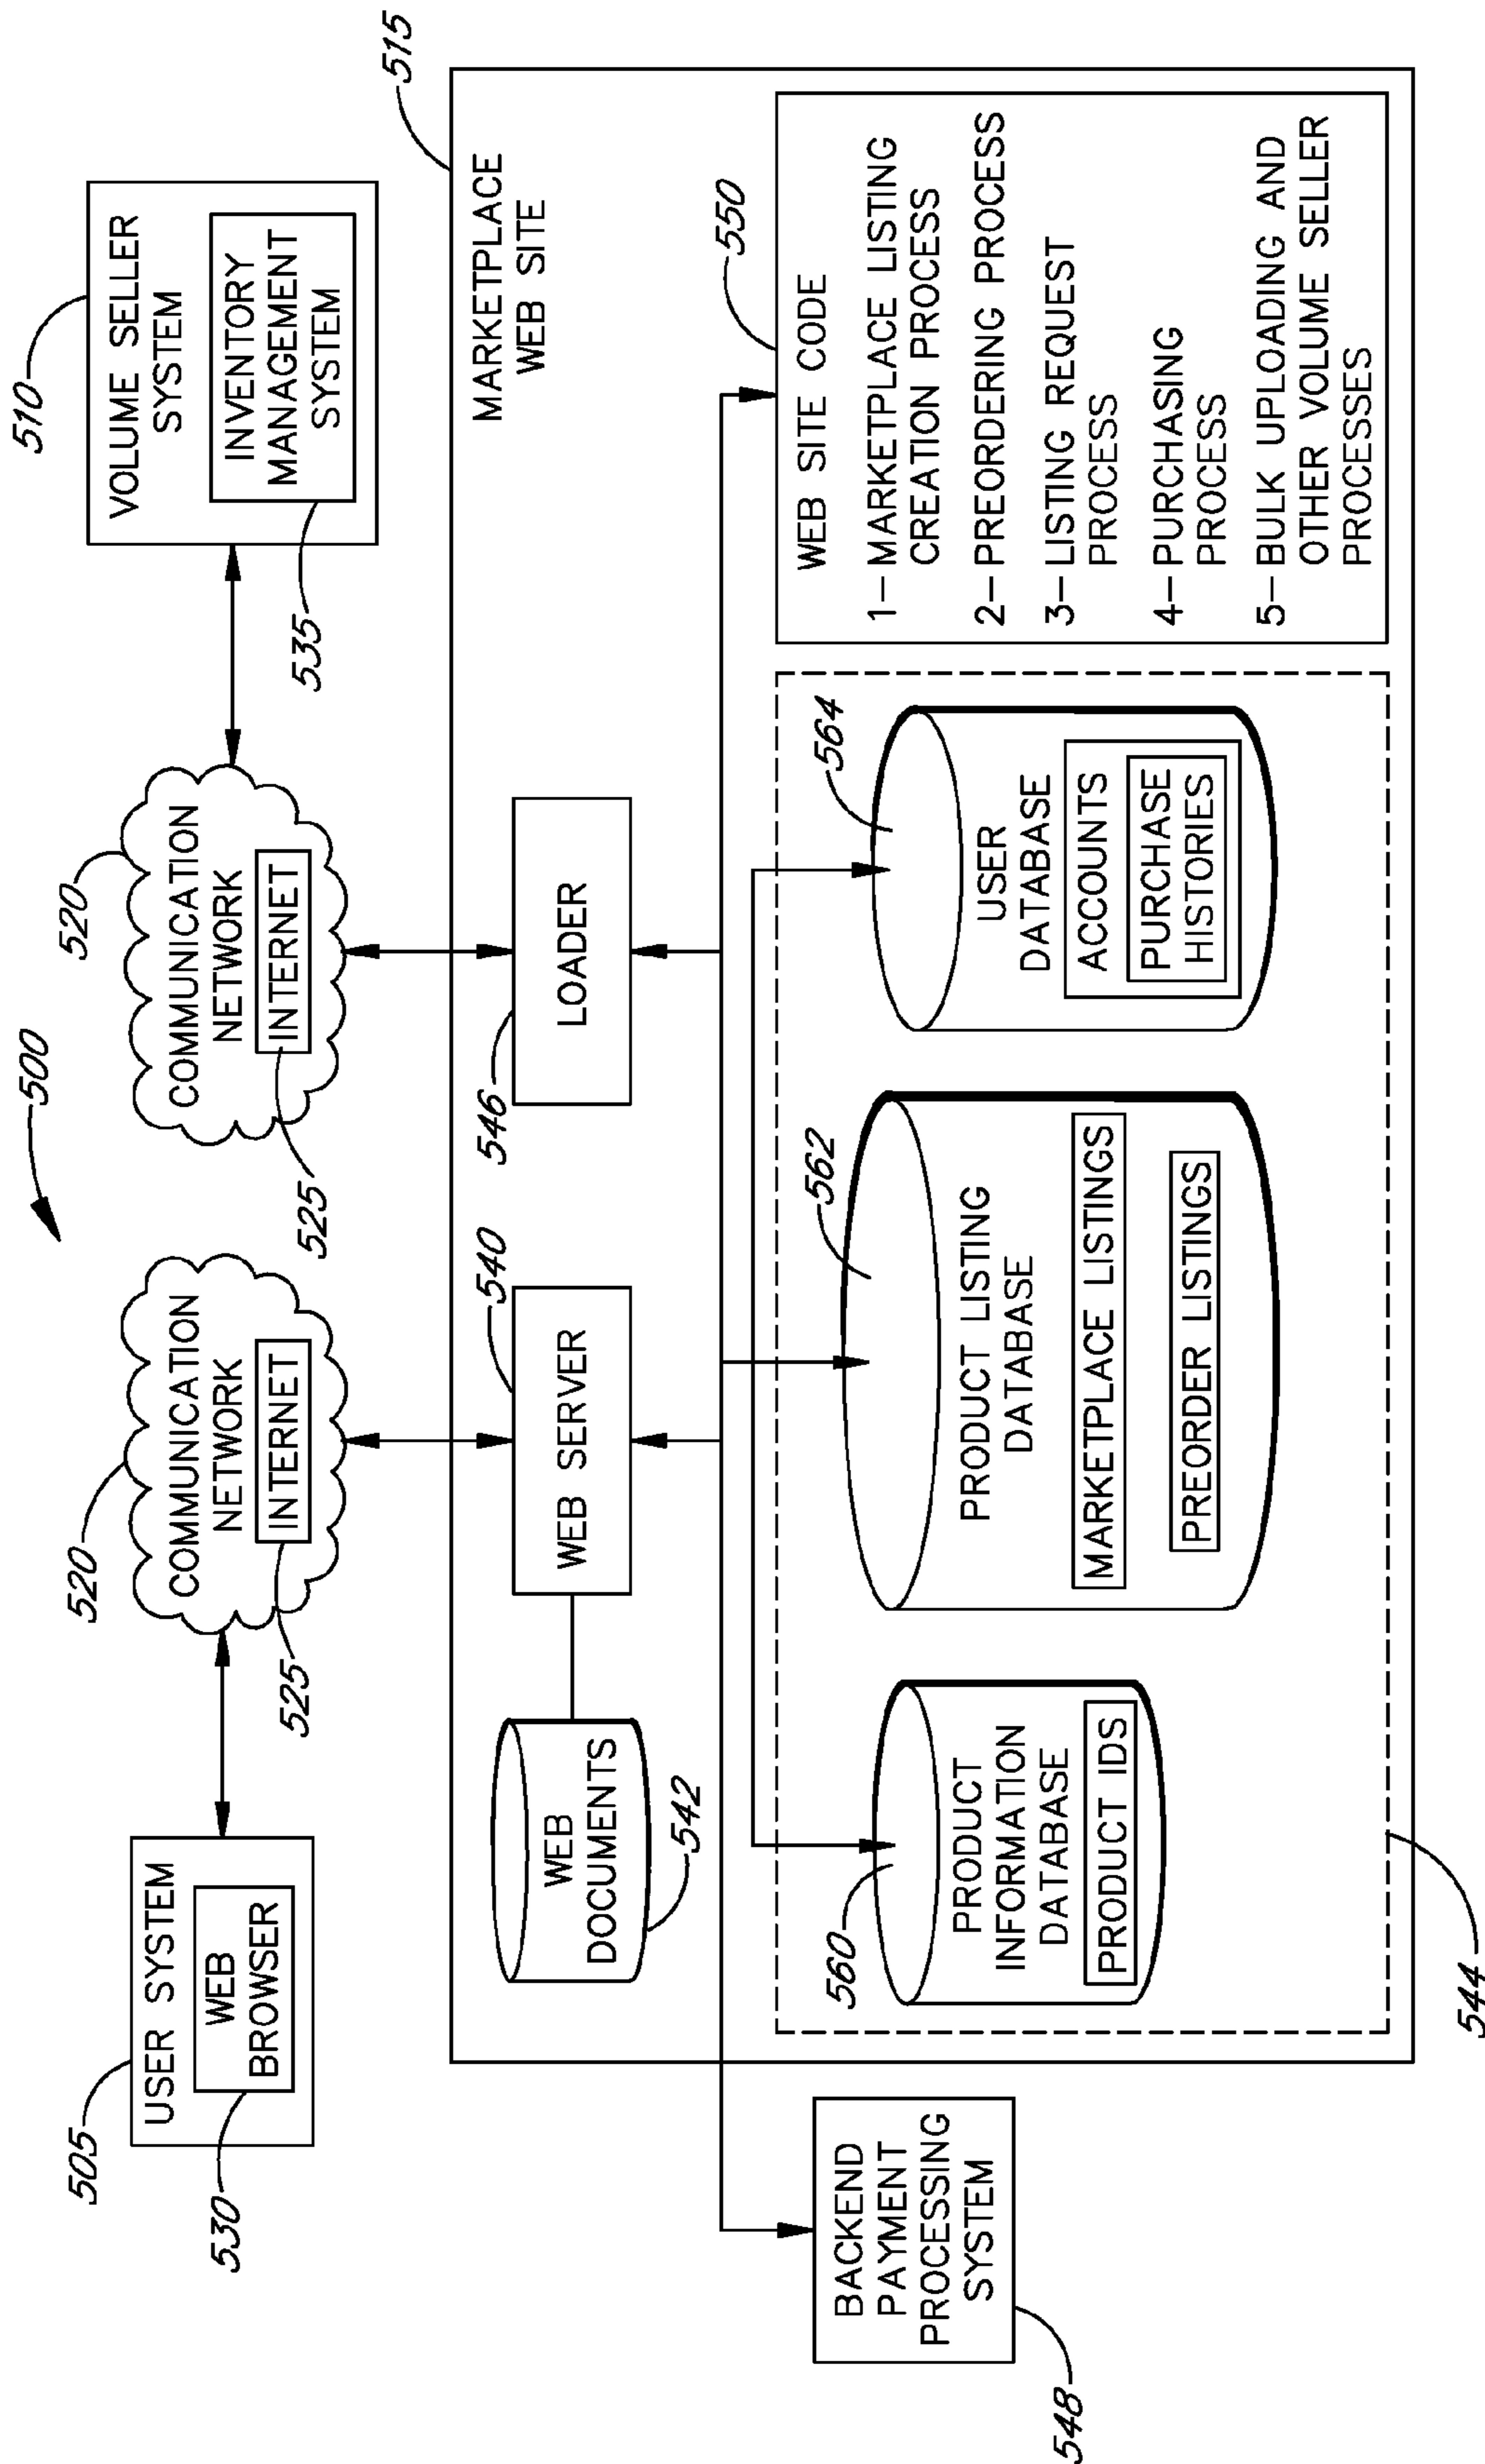 500
505
USER SYSTEM
WEB
BROWSER
530
520
COMMUNICATION
NETWORK
INTERNET
525
520
COMMUNICATION
NETWORK
INTERNET
525
510
VOLUME SELLER
SYSTEM
INVENTORY
MANAGEMENT
SYSTEM
535
515
MARKETPLACE
WEB SITE
WEB
DOCUMENTS
542
540
WEB SERVER
546
LOADER
BACKEND
PAYMENT
PROCESSING
SYSTEM
548
560
PRODUCT
INFORMATION
DATABASE
PRODUCT IDS
562
PRODUCT LISTING
DATABASE
MARKETPLACE LISTINGS
PREORDER LISTINGS
564
USER
DATABASE
ACCOUNTS
PURCHASE
HISTORIES
544
550
WEB SITE CODE
1–MARKETPLACE LISTING
CREATION PROCESS
2–PREORDERING PROCESS
3–LISTING REQUEST
PROCESS
4–PURCHASING
PROCESS
5–BULK UPLOADING AND
OTHER VOLUME SELLER
PROCESSES